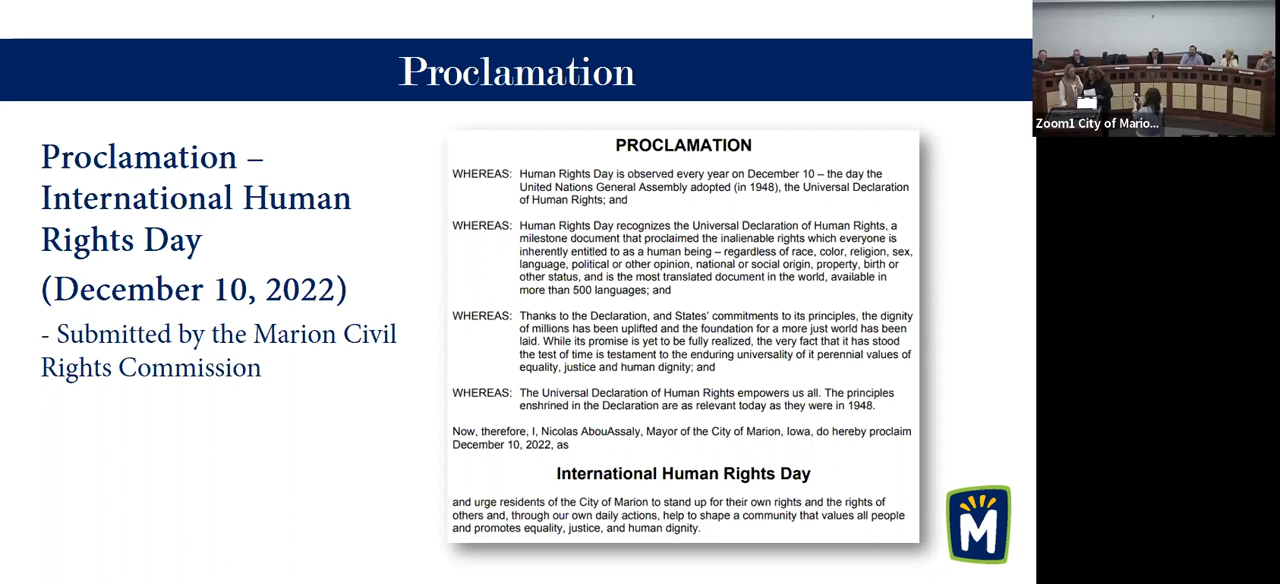 Proclamation
Proclamation –
International Human
Rights Day
(December 10, 2022)
- Submitted by the Marion Civil
Rights Commission
PROCLAMATION
WHEREAS: Human Rights Day is observed every year on December 10 – the day the
United Nations General Assembly adopted (in 1948), the Universal Declaration
of Human Rights; and
WHEREAS: Human Rights Day recognizes the Universal Declaration of Human Rights, a
milestone document that proclaimed the inalienable rights which everyone is
inherently entitled to as a human being – regardless of race, color, religion, sex,
language, political or other opinion, national or social origin, property, birth or
other status, and is the most translated document in the world, available in
more than 500 languages; and
WHEREAS: Thanks to the Declaration, and States' commitments to its principles, the dignity
of millions has been uplifted and the foundation for a more just world has been
laid. While its promise is yet to be fully realized, the very fact that it has stood
the test of time is testament to the enduring universality of it perennial values of
equality, justice and human dignity; and
WHEREAS: The Universal Declaration of Human Rights empowers us all. The principles
enshrined in the Declaration are as relevant today as they were in 1948.
Now, therefore, I, Nicolas AbouAssaly, Mayor of the City of Marion, Iowa, do hereby proclaim
December 10, 2022, as
International Human Rights Day
and urge residents of the City of Marion to stand up for their own rights and the rights of
others and, through our own daily actions, help to shape a community that values all people
and promotes equality, justice, and human dignity.
M
Zoom1 City of Mario...